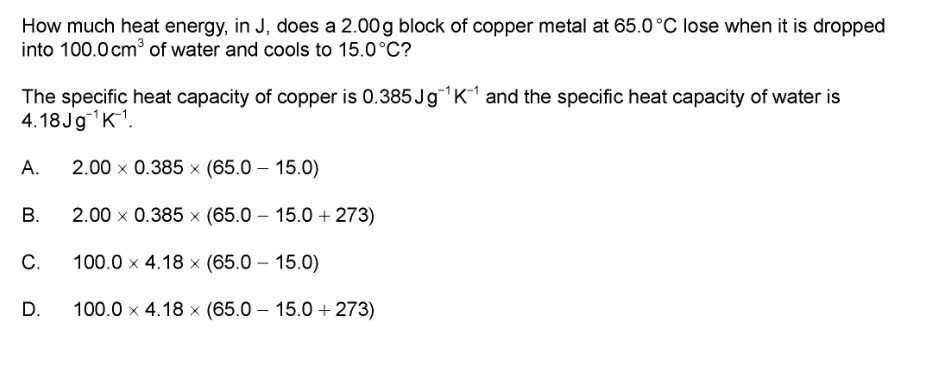 How much heat energy, in J, does a 2.00 g block of copper metal at 65.0 °C lose when it is dropped
into 100.0 cm³ of water and cools to 15.0 °C?
The specific heat capacity of copper is 0.385 J g⁻¹ K⁻¹ and the specific heat capacity of water is
4.18 J g⁻¹ K⁻¹.
A. 2.00 × 0.385 × (65.0 – 15.0)
B. 2.00 × 0.385 × (65.0 – 15.0 + 273)
C. 100.0 × 4.18 × (65.0 – 15.0)
D. 100.0 × 4.18 × (65.0 – 15.0 + 273)